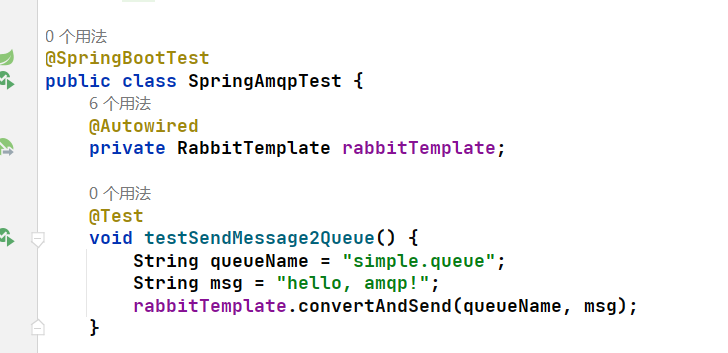 0 个用法
@SpringBootTest
public class SpringAmqpTest {
6 个用法
@Autowired
private RabbitTemplate rabbitTemplate;
0 个用法
@Test
void testSendMessage2Queue() {
String queueName = "simple.queue";
String msg = "hello, amqp!";
rabbitTemplate.convertAndSend(queueName, msg);
}